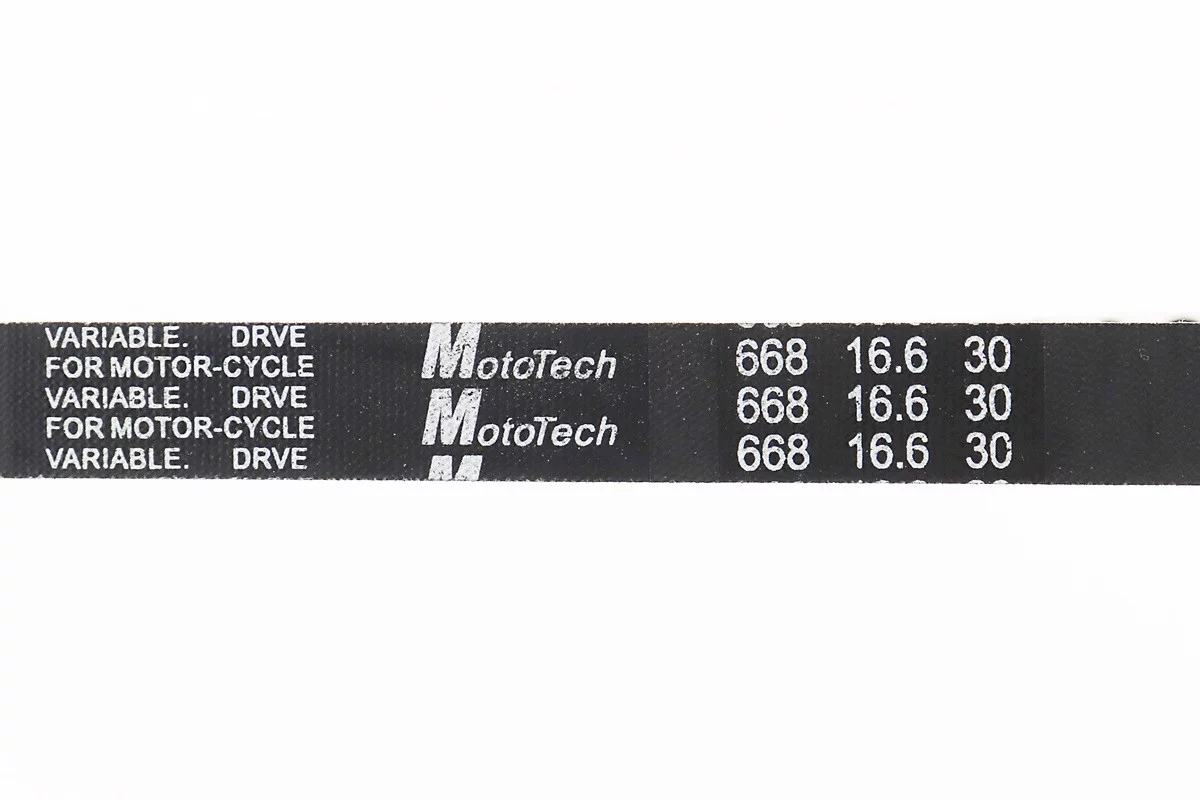 VARIABLE. DRVE
FOR MOTOR-CYCLE
VARIABLE. DRVE
FOR MOTOR-CYCLE
VARIABLE. DRVE
MotoTech
MotoTech
M
668 16.6 30
668 16.6 30
668 16.6 30